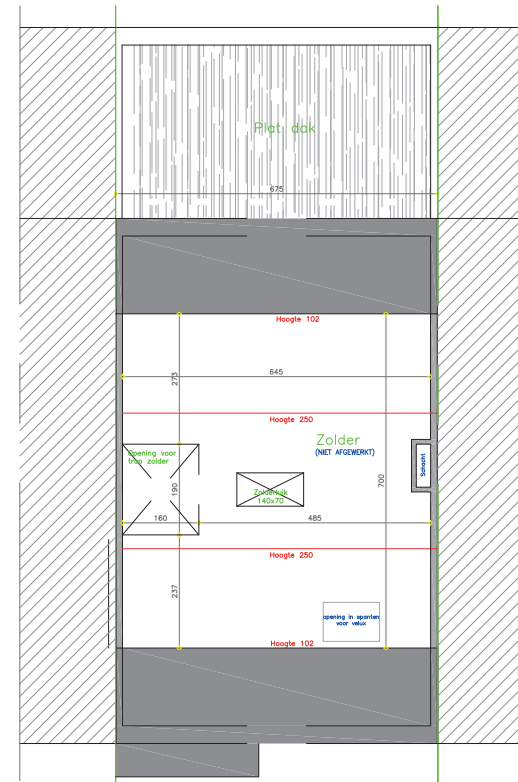 Plat dak
675
Hoogte 102
273
645
Hoogte 250
Zolder
(NIET AFGEWERKT)
Opening voor
trap zolder
Schacht
700
190
Zolderluik
140x70
160
485
Hoogte 250
237
opening in spanten
voor velux
Hoogte 102